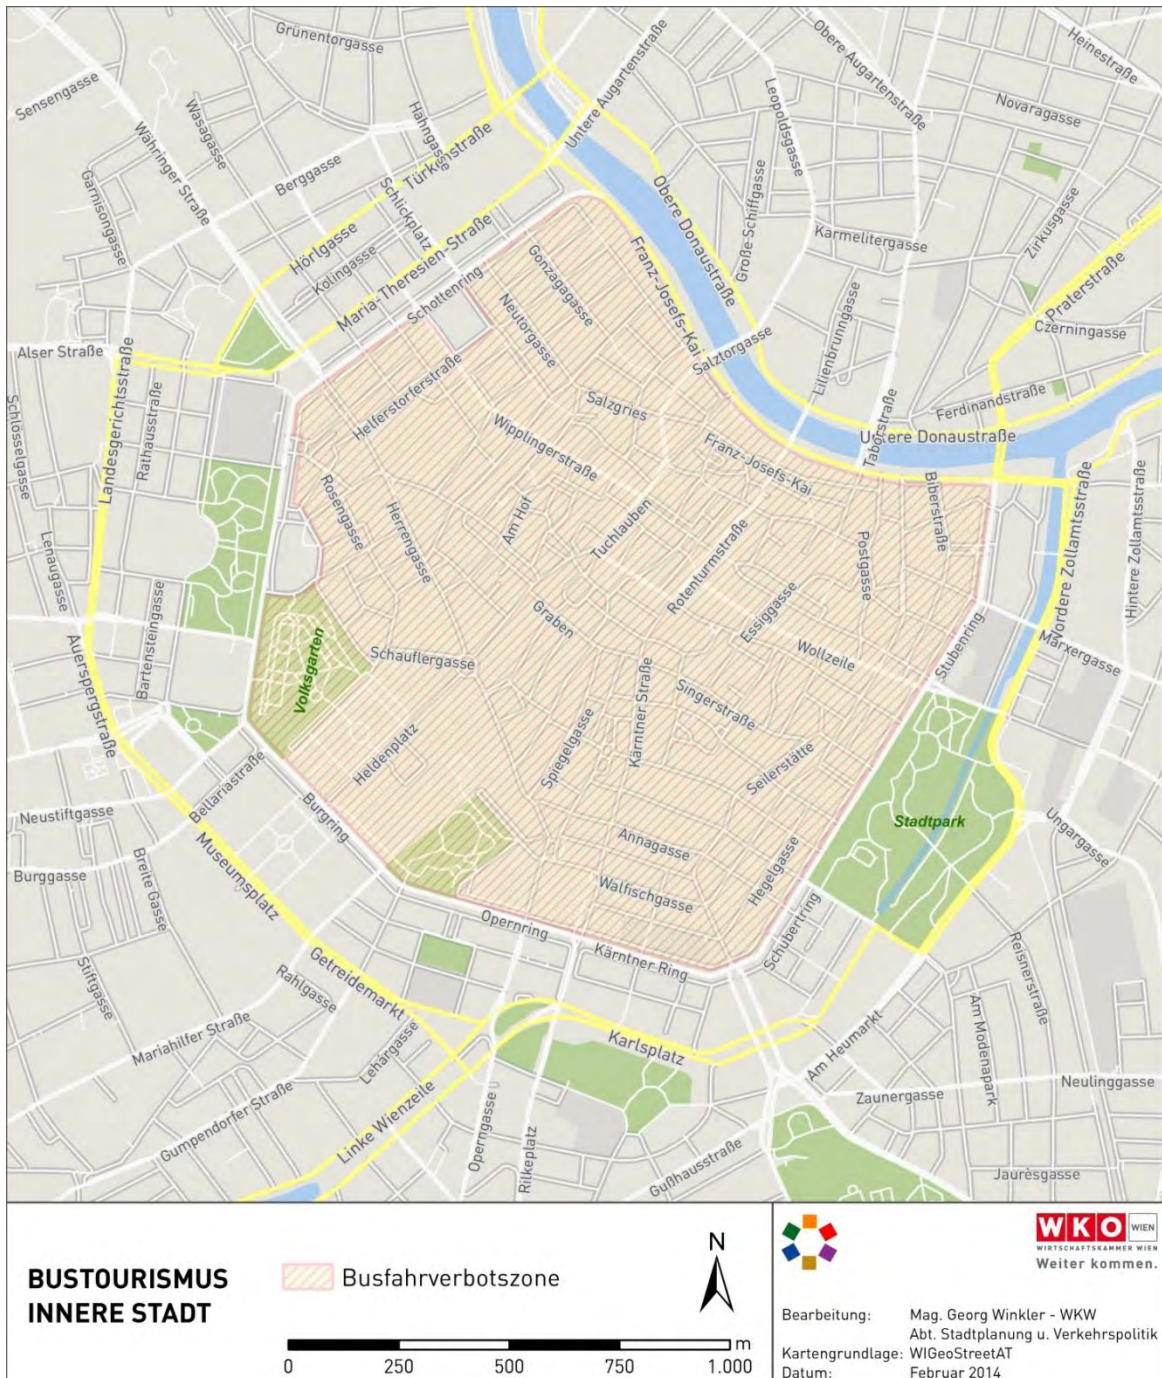 Grünentorgasse
Sensengasse
Wasagasse
Hahngasse
Untere Augartenstraße
Obere Augartenstraße
Heinestraße
Leopoldsgasse
Novaragasse
Währinger Straße
Berggasse
Türkenstraße
Garnisongasse
Schlickplatz
Hörlgasse
Kolingasse
Maria-Theresien-Straße
Schottenring
Obere Donaustraße
Große Schiffgasse
Karmelitergasse
Zirkusgasse
Praterstraße
Czerningasse
Gonzagagasse
Neutorgasse
Franz-Josefs-Kai
Salztorgasse
Lilienbrunngasse
Alser Straße
Landesgerichtsstraße
Rathausstraße
Schlösselgasse
Helferstorferstraße
Salzgries
Wipplingerstraße
Franz-Josefs-Kai
Taborstraße
Ferdinandstraße
Untere Donaustraße
Rosengasse
Herrengasse
Am Hof
Tuchlauben
Rotenturmstraße
Biberstraße
Postgasse
Nordere Zollamtsstraße
Hintere Zollamtsstraße
Lenaugasse
Bartensteingasse
Auerspergstraße
Volksgarten
Schauflergasse
Graben
Essiggasse
Wollzeile
Stubenring
Marxergasse
Heldenplatz
Spiegelgasse
Kärntner Straße
Singerstraße
Seilerstätte
Neustiftgasse
Bellariastraße
Burgring
Burggasse
Breite Gasse
Museumsplatz
Annagasse
Walfischgasse
Hegelgasse
Stadtpark
Ungargasse
Opernring
Kärntner Ring
Schubertring
Stiftgasse
Getreidemarkt
Rahlgasse
Mariahilfer Straße
Lehárgasse
Karlsplatz
Am Heumarkt
Reisnerstraße
Am Modenapark
Neulinggasse
Zaunergasse
Gumpendorfer Straße
Linke Wienzeile
Operngasse
Rilkeplatz
Gußhausstraße
Jaurèsgasse
BUSTOURISMUS
INNERE STADT
Busfahrverbotszone
N
m
0 250 500 750 1.000
WKO WIEN
WIRTSCHAFTSKAMMER WIEN
Weiter kommen.
Bearbeitung: Mag. Georg Winkler - WKW
Abt. Stadtplanung u. Verkehrspolitik
Kartengrundlage: WIGeoStreetAT
Datum: Februar 2014